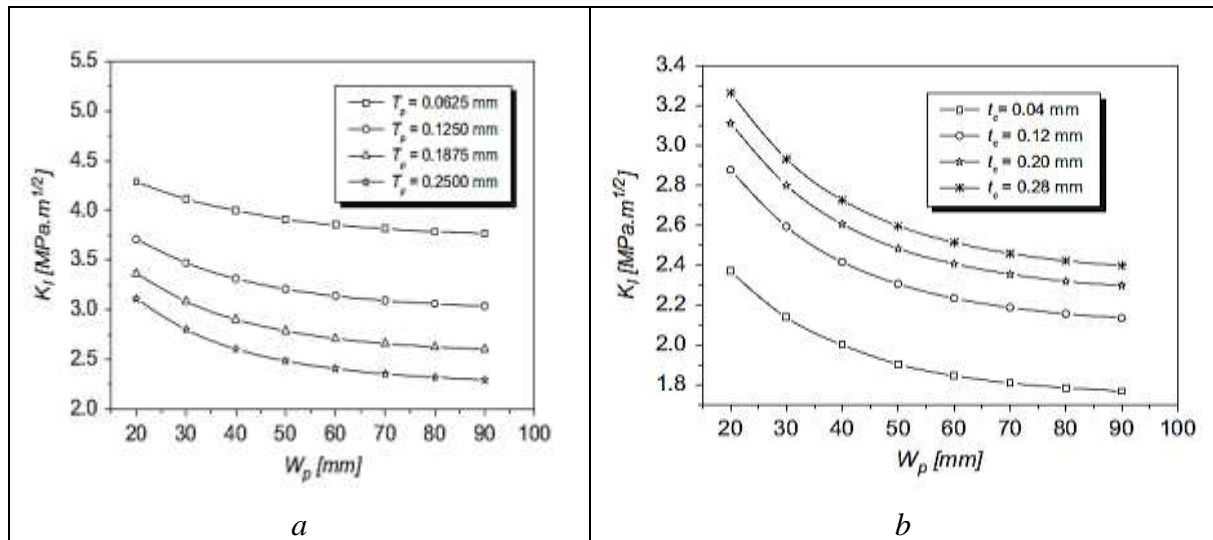 5.5
5.0
4.5
4.0
3.5
3.0
2.5
2.0
K_I [MPa.m^1/2]
T_p = 0.0625 mm
T_p = 0.1250 mm
T_p = 0.1875 mm
T_p = 0.2500 mm
20 30 40 50 60 70 80 90 100
W_p [mm]
a
3.4
3.2
3.0
2.8
2.6
2.4
2.2
2.0
1.8
K_I [MPa.m^1/2]
t_e = 0.04 mm
t_e = 0.12 mm
t_e = 0.20 mm
t_e = 0.28 mm
20 30 40 50 60 70 80 90 100
W_p [mm]
b